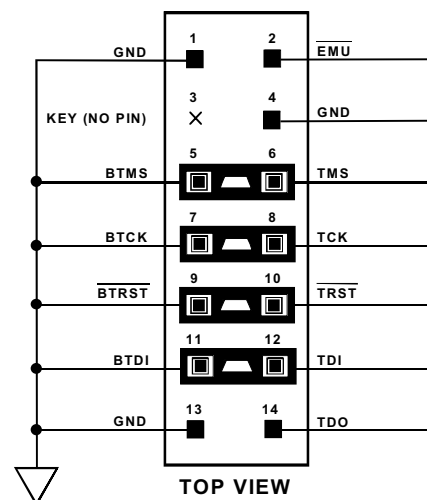 1 2
GND EMU
3 4
KEY (NO PIN) GND
5 6
BTMS TMS
7 8
BTCK TCK
9 10
BTRST TRST
11 12
BTDI TDI
13 14
GND TDO
TOP VIEW